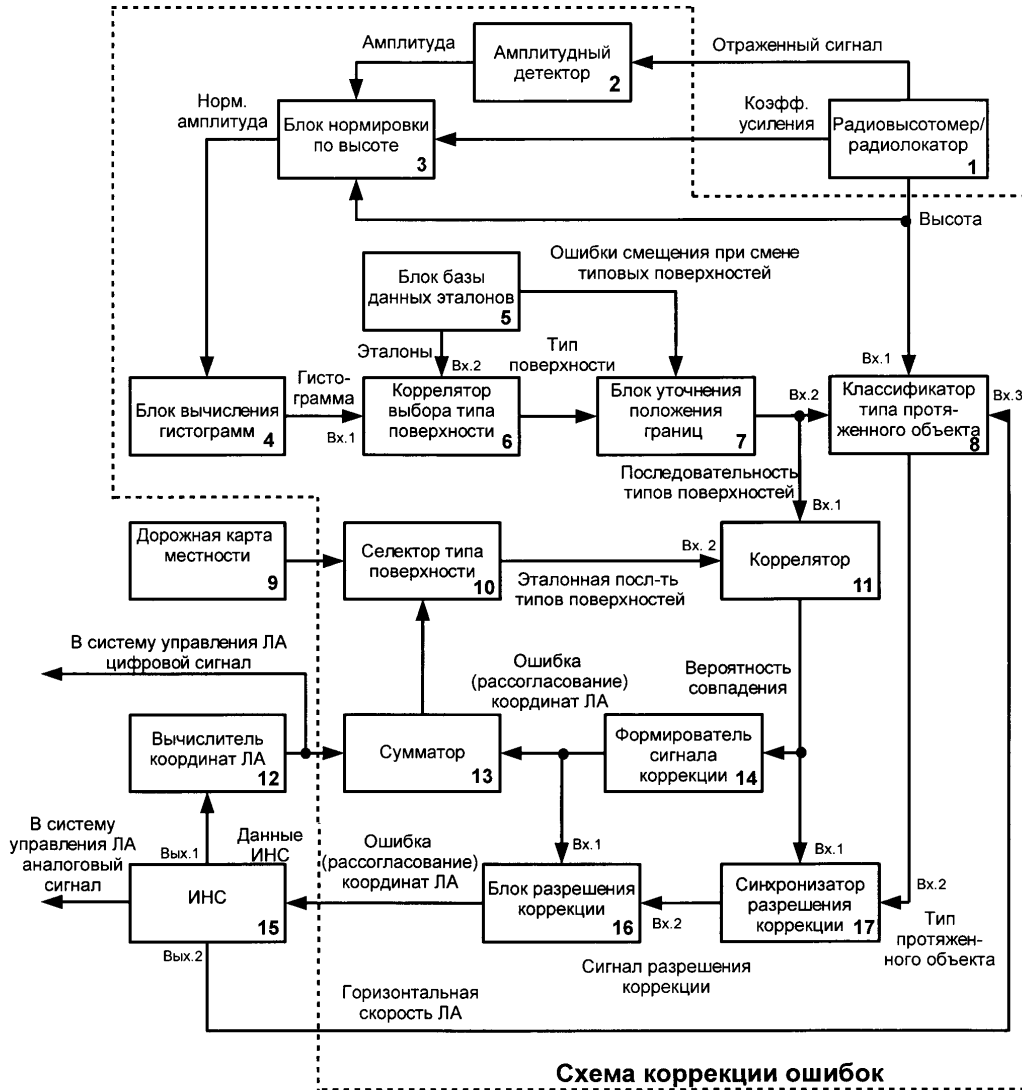 Амплитуда
Амплитудный
детектор
2
Отраженный сигнал
Норм.
амплитуда
Блок нормировки
по высоте
3
Коэфф.
усиления
Радиовысотомер/
радиолокатор
1
Высота
Блок базы
данных эталонов
5
Ошибки смещения при смене
типовых поверхностей
Эталоны
Вх.2
Тип
поверхности
Вх.1
Блок вычисления
гистограмм
4
Гисто-
грамма
Вх.1
Коррелятор
выбора типа
поверхности
6
Блок уточнения
положения
границ
7
Вх.2
Классификатор
типа протя-
женного объекта
8
Вх.3
Последовательность
типов поверхностей
Вх.1
Дорожная карта
местности
9
Селектор типа
поверхности
10
Вх. 2
Эталонная посл-ть
типов поверхностей
Коррелятор
11
В систему управления ЛА
цифровой сигнал
Ошибка
(рассогласование)
координат ЛА
Вероятность
совпадения
Вычислитель
координат ЛА
12
Сумматор
13
Формирователь
сигнала
коррекции
14
В систему
управления ЛА
аналоговый
сигнал
Вых.1
Данные
ИНС
Ошибка
(рассогласование)
координат ЛА
Вх.1
Вх.1
ИНС
15
Вых.2
Блок разрешения
коррекции
16
Вх.2
Синхронизатор
разрешения
коррекции
17
Вх.2
Тип
протяжен-
ного объекта
Сигнал разрешения
коррекции
Горизонтальная
скорость ЛА
Схема коррекции ошибок